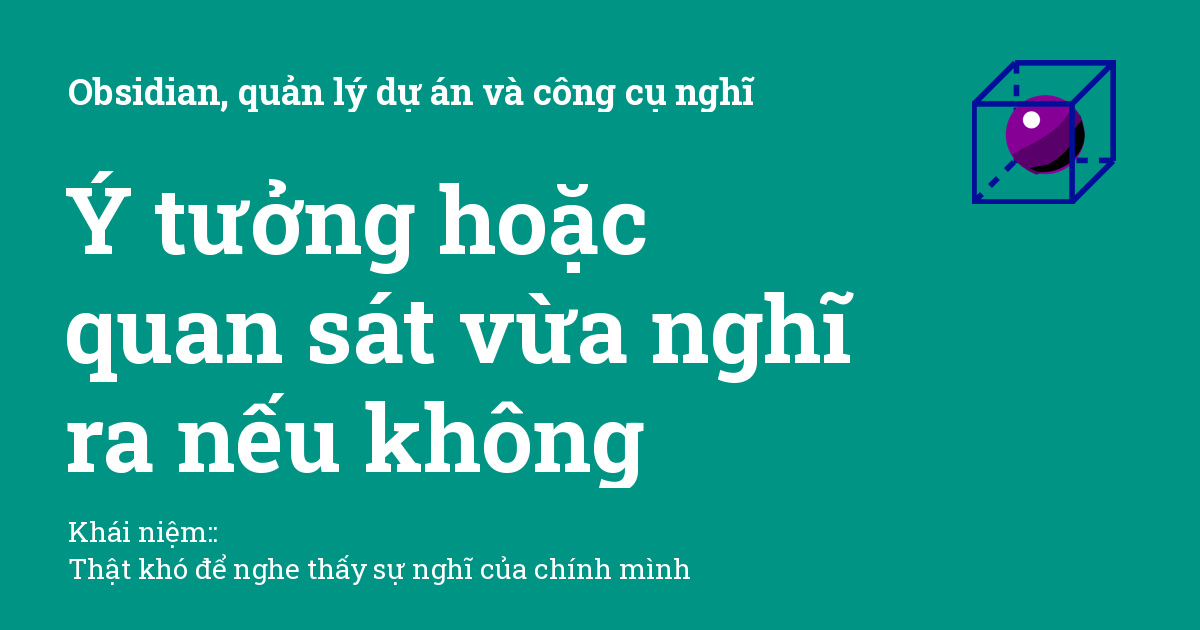 Obsidian, quản lý dự án và công cụ nghĩ
Ý tưởng hoặc
quan sát vừa nghĩ
ra nếu không
Khái niệm::
Thật khó để nghe thấy sự nghĩ của chính mình